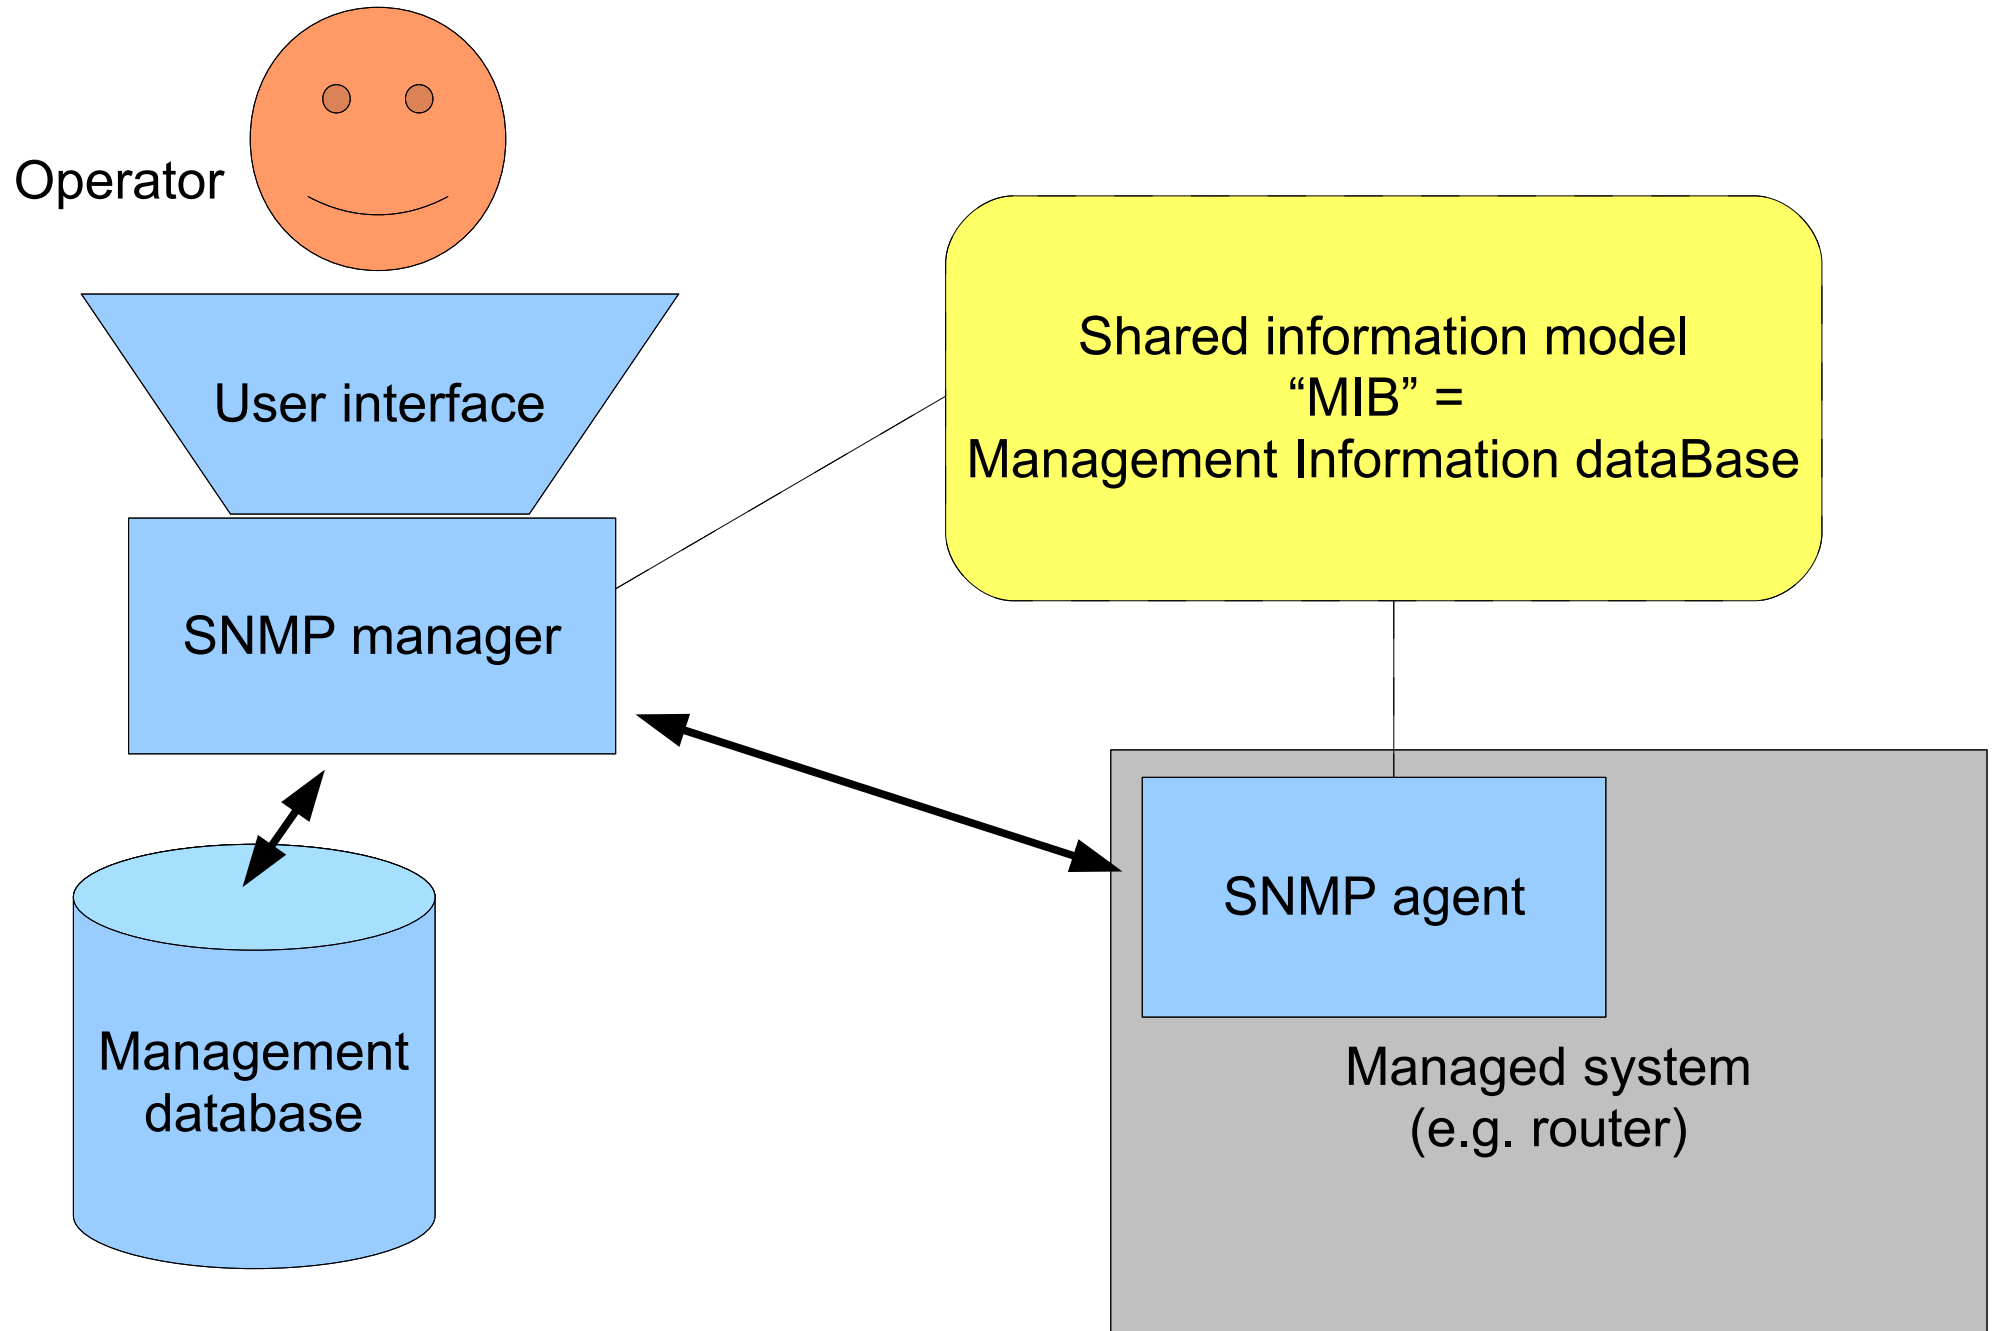 Operator
User interface
SNMP manager
Management
database
Shared information model
“MIB” =
Management Information dataBase
SNMP agent
Managed system
(e.g. router)